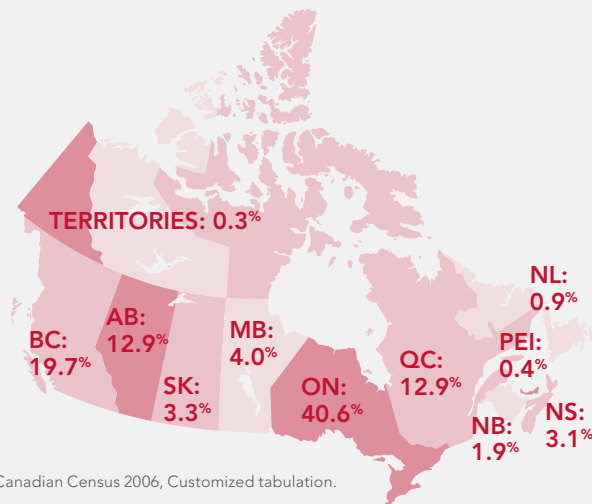 TERRITORIES: 0.3%
NL:
0.9%
BC:
19.7%
AB:
12.9%
SK:
3.3%
MB:
4.0%
ON:
40.6%
QC:
12.9%
PEI:
0.4%
NB:
1.9%
NS:
3.1%
Canadian Census 2006, Customized tabulation.